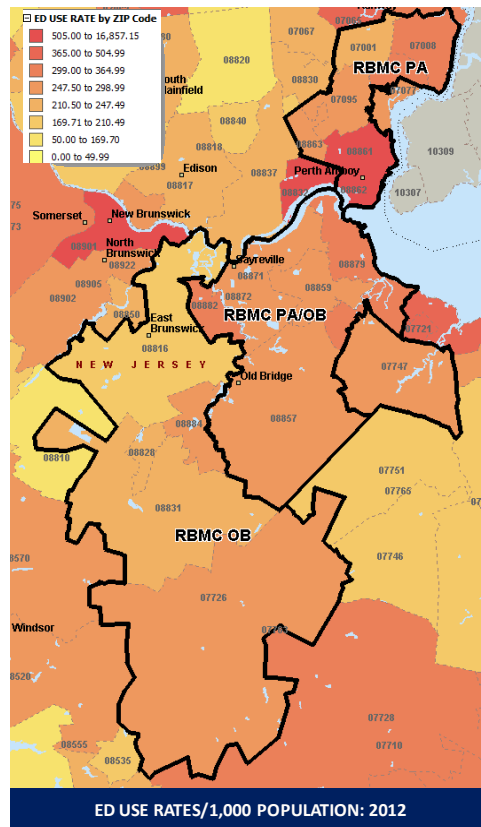 ED USE RATE by ZIP Code
505.00 to 16,857.15
365.00 to 504.99
299.00 to 364.99
247.50 to 298.99
210.50 to 247.49
169.71 to 210.49
50.00 to 169.70
0.00 to 49.99
07067
07001
07008
RBMC PA
08820
08830
07095
07077
08840
08818
08863
08861
10309
Edison
08837
Perth Amboy
08817
08832
08862
10307
Somerset
New Brunswick
08901
North
Brunswick
08902
08922
Sayreville
08871
08879
08905
08882
08872
08859
08850
East
Brunswick
RBMC PA/OB
07721
08816
NEW JERSEY
07747
Old Bridge
08857
08884
08810
08828
07751
07765
08831
RBMC OB
07746
07726
Windsor
07728
07710
08555
08535
ED USE RATES/1,000 POPULATION: 2012